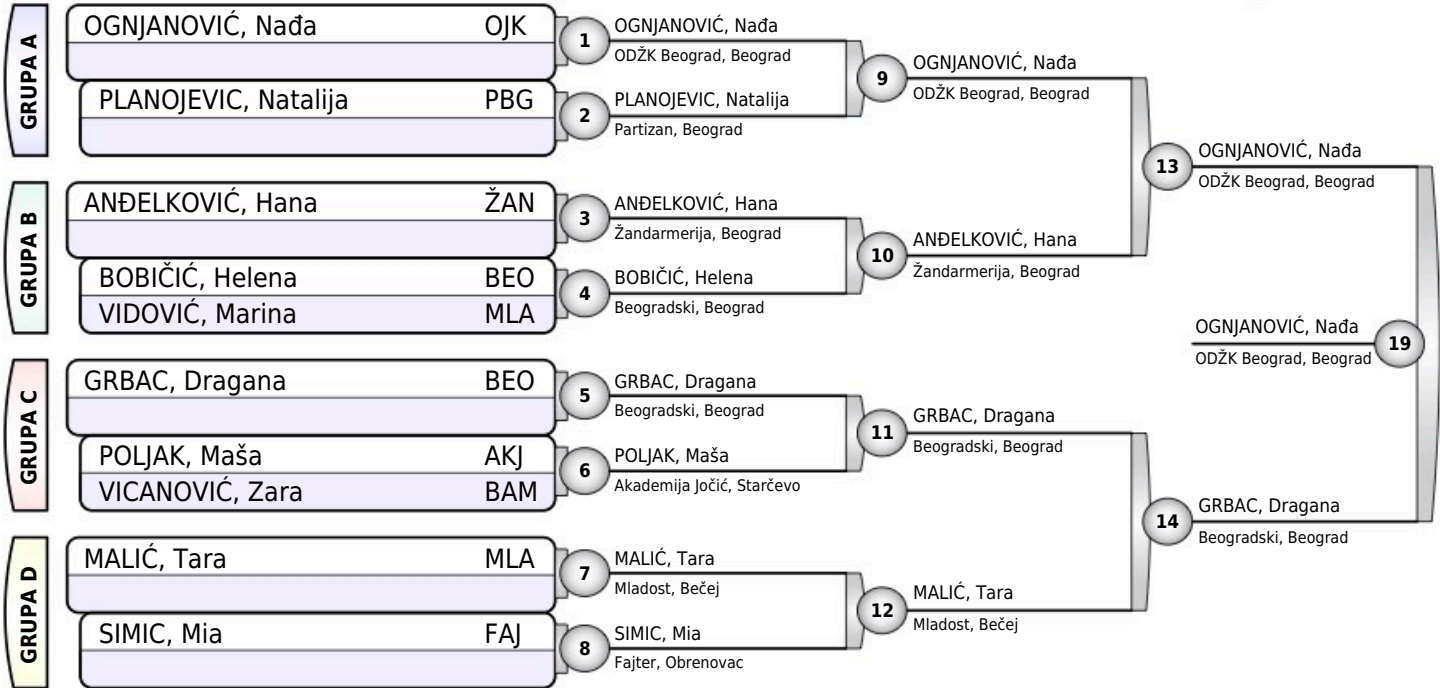 GRUPA A
OGNJANOVIĆ, Nađa OJK
PLANOJEVIC, Natalija PBG
1
OGNJANOVIĆ, Nađa
ODŽK Beograd, Beograd
2
PLANOJEVIC, Natalija
Partizan, Beograd
9
OGNJANOVIĆ, Nađa
ODŽK Beograd, Beograd
GRUPA B
ANĐELKOVIĆ, Hana ŽAN
BOBIČIĆ, Helena BEO
VIDOVIĆ, Marina MLA
3
ANĐELKOVIĆ, Hana
Žandarmerija, Beograd
4
BOBIČIĆ, Helena
Beogradski, Beograd
10
ANĐELKOVIĆ, Hana
Žandarmerija, Beograd
13
OGNJANOVIĆ, Nađa
ODŽK Beograd, Beograd
GRUPA C
GRBAC, Dragana BEO
POLJAK, Maša AKJ
VICANOVIĆ, Zara BAM
5
GRBAC, Dragana
Beogradski, Beograd
6
POLJAK, Maša
Akademija Jočić, Starčevo
11
GRBAC, Dragana
Beogradski, Beograd
GRUPA D
MALIĆ, Tara MLA
SIMIC, Mia FAJ
7
MALIĆ, Tara
Mladost, Bečej
8
SIMIC, Mia
Fajter, Obrenovac
12
MALIĆ, Tara
Mladost, Bečej
14
GRBAC, Dragana
Beogradski, Beograd
OGNJANOVIĆ, Nađa
ODŽK Beograd, Beograd
19